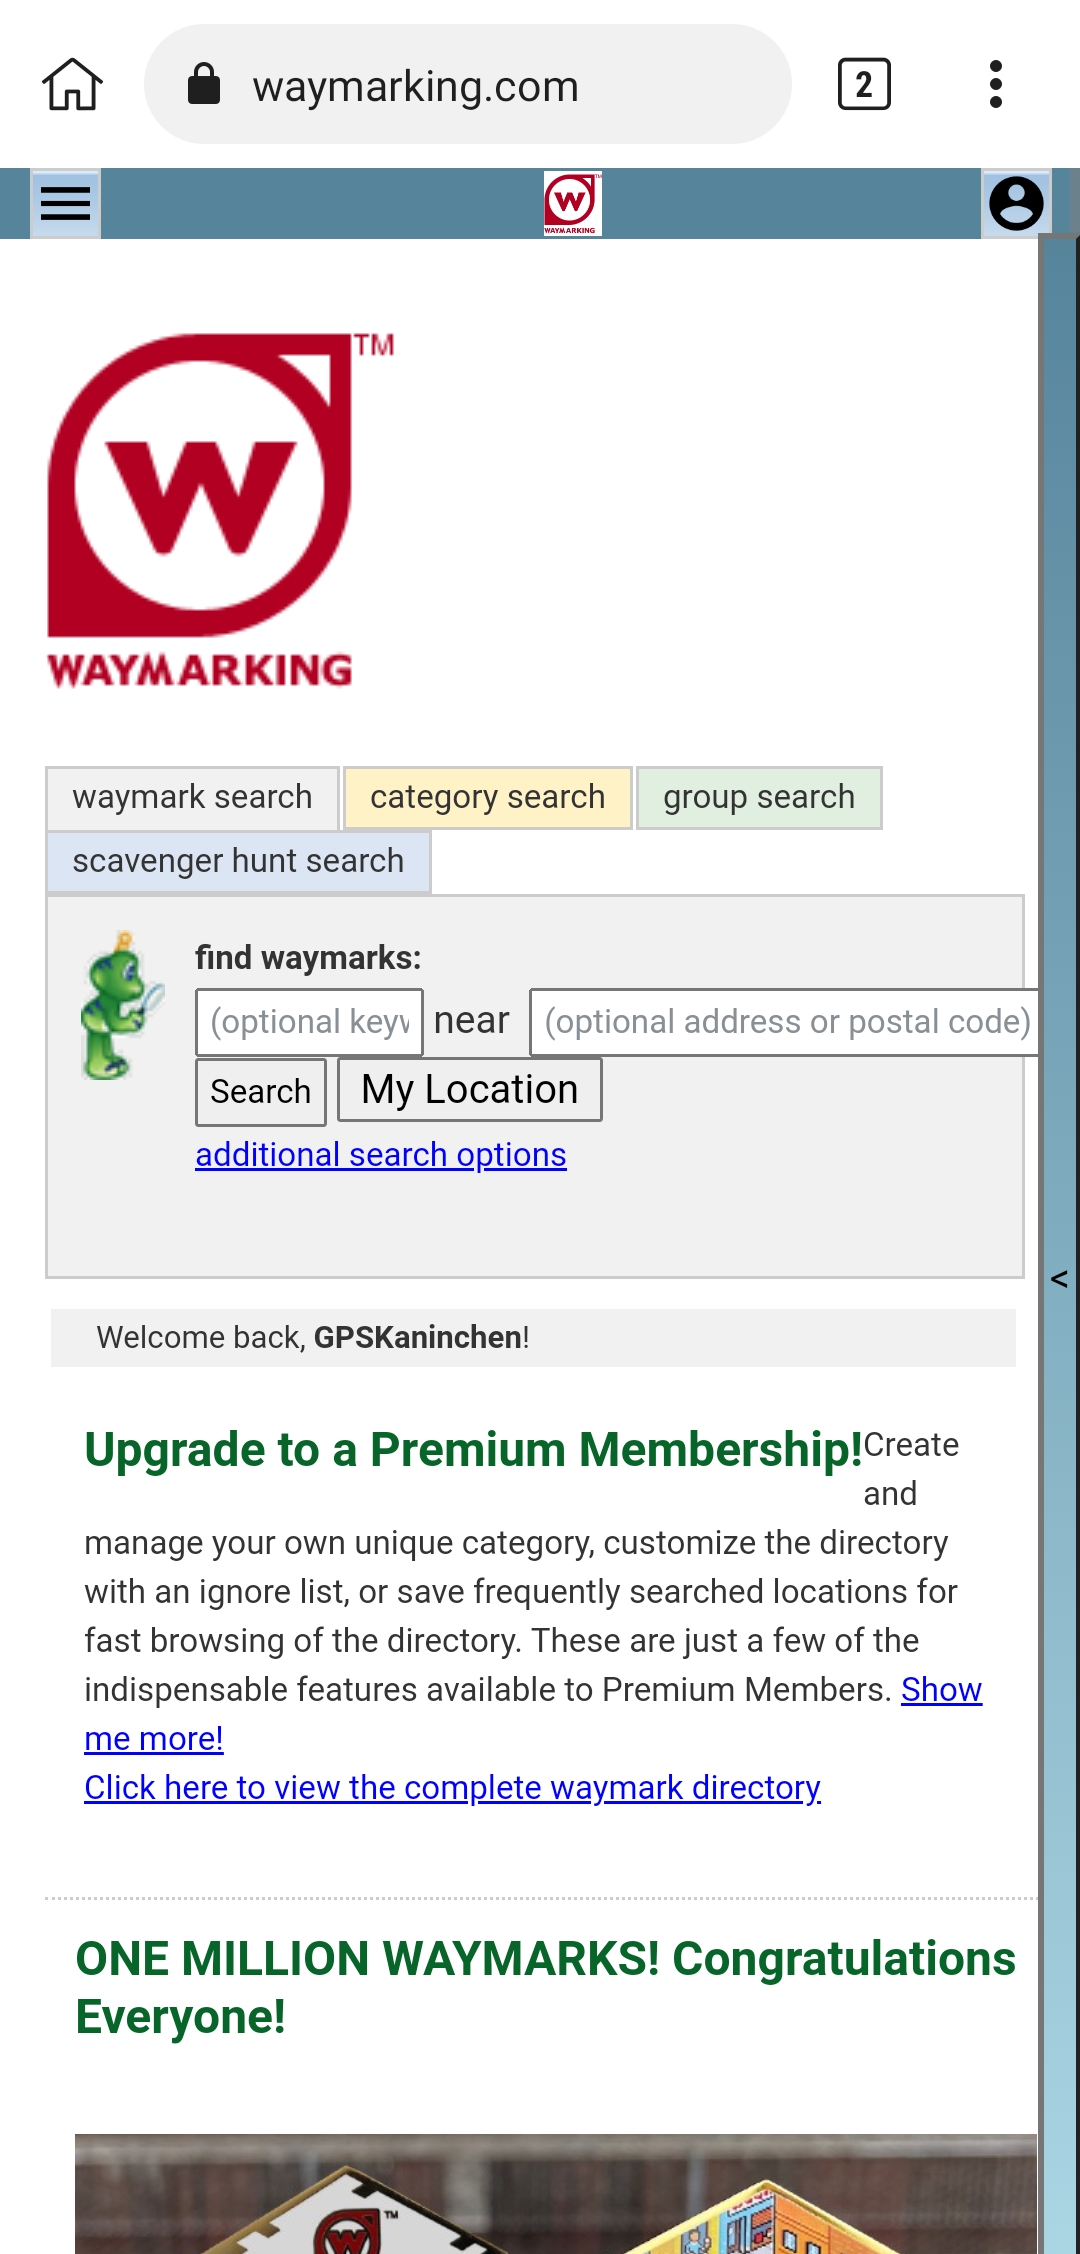 waymarking.com
2
W
TM
WAYMARKING
W
TM
WAYMARKING
waymark search
category search
group search
scavenger hunt search
find waymarks:
(optional near (optional address or postal code)
Search
My Location
additional search options
<
Welcome back, GPSKaninchen!
Upgrade to a Premium Membership! Create
and
manage your own unique category, customize the directory
with an ignore list, or save frequently searched locations for
fast browsing of the directory. These are just a few of the
indispensable features available to Premium Members. Show
me more!
Click here to view the complete waymark directory
ONE MILLION WAYMARKS! Congratulations
Everyone!
W
TM